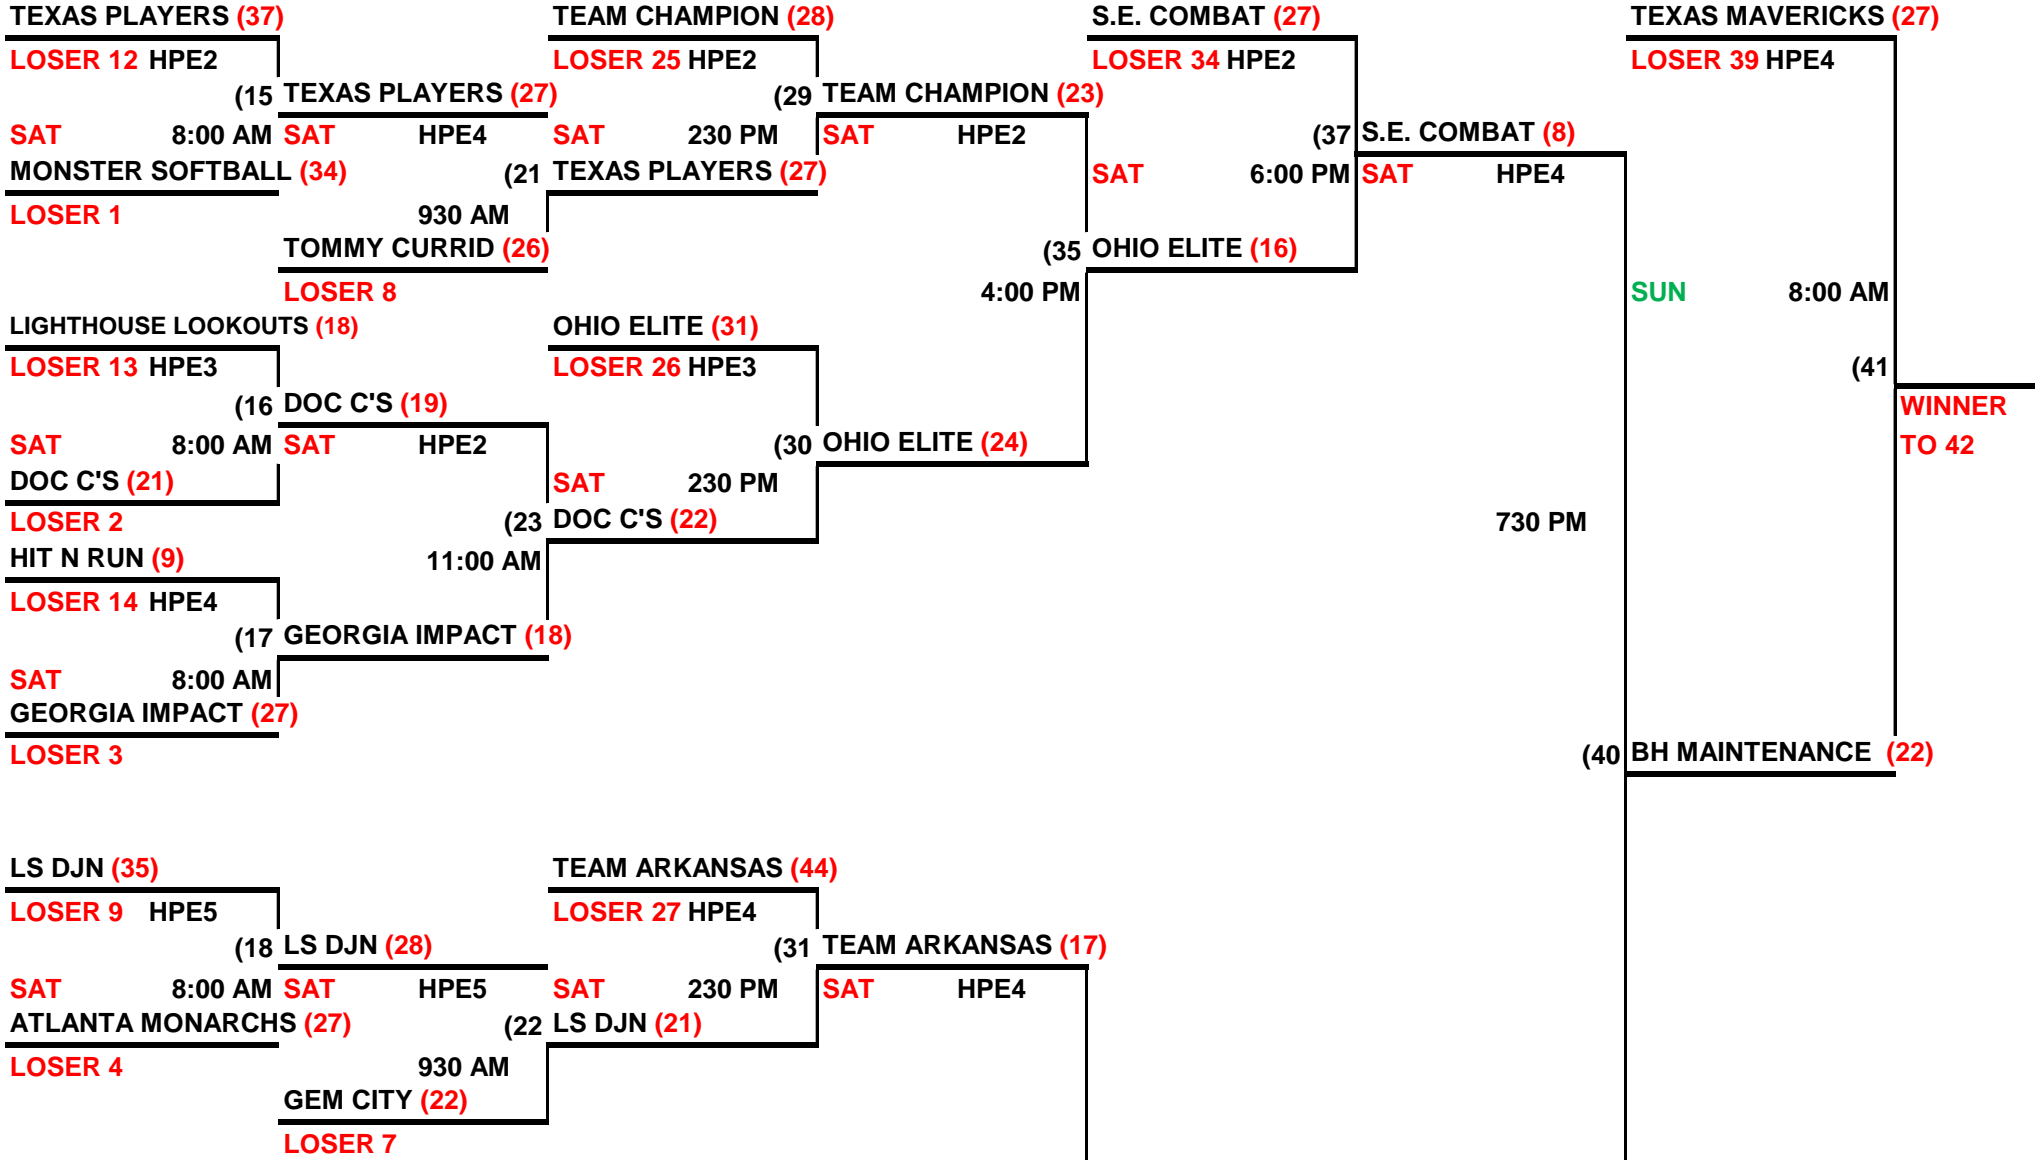 TEXAS PLAYERS (37) TEAM CHAMPION (28) S.E. COMBAT (27) TEXAS MAVERICKS (27)
LOSER 12 HPE2 LOSER 25 HPE2 LOSER 34 HPE2 LOSER 39 HPE4
(15 TEXAS PLAYERS (27) (29 TEAM CHAMPION (23)
SAT 8:00 AM SAT HPE4 SAT 230 PM SAT HPE2 (37 S.E. COMBAT (8)
MONSTER SOFTBALL (34) (21 TEXAS PLAYERS (27) SAT 6:00 PM SAT HPE4
LOSER 1 930 AM
TOMMY CURRID (26) (35 OHIO ELITE (16)
LOSER 8 4:00 PM SUN 8:00 AM
LIGHTHOUSE LOOKOUTS (18) OHIO ELITE (31)
LOSER 13 HPE3 LOSER 26 HPE3 (41
(16 DOC C'S (19) WINNER
SAT 8:00 AM SAT HPE2 (30 OHIO ELITE (24) TO 42
DOC C'S (21) SAT 230 PM
LOSER 2 (23 DOC C'S (22) 730 PM
HIT N RUN (9) 11:00 AM
LOSER 14 HPE4
(17 GEORGIA IMPACT (18)
SAT 8:00 AM
GEORGIA IMPACT (27)
LOSER 3 (40 BH MAINTENANCE (22)
LS DJN (35) TEAM ARKANSAS (44)
LOSER 9 HPE5 LOSER 27 HPE4
(18 LS DJN (28) (31 TEAM ARKANSAS (17)
SAT 8:00 AM SAT HPE5 SAT 230 PM SAT HPE4
ATLANTA MONARCHS (27) (22 LS DJN (21)
LOSER 4 930 AM
GEM CITY (22)
LOSER 7